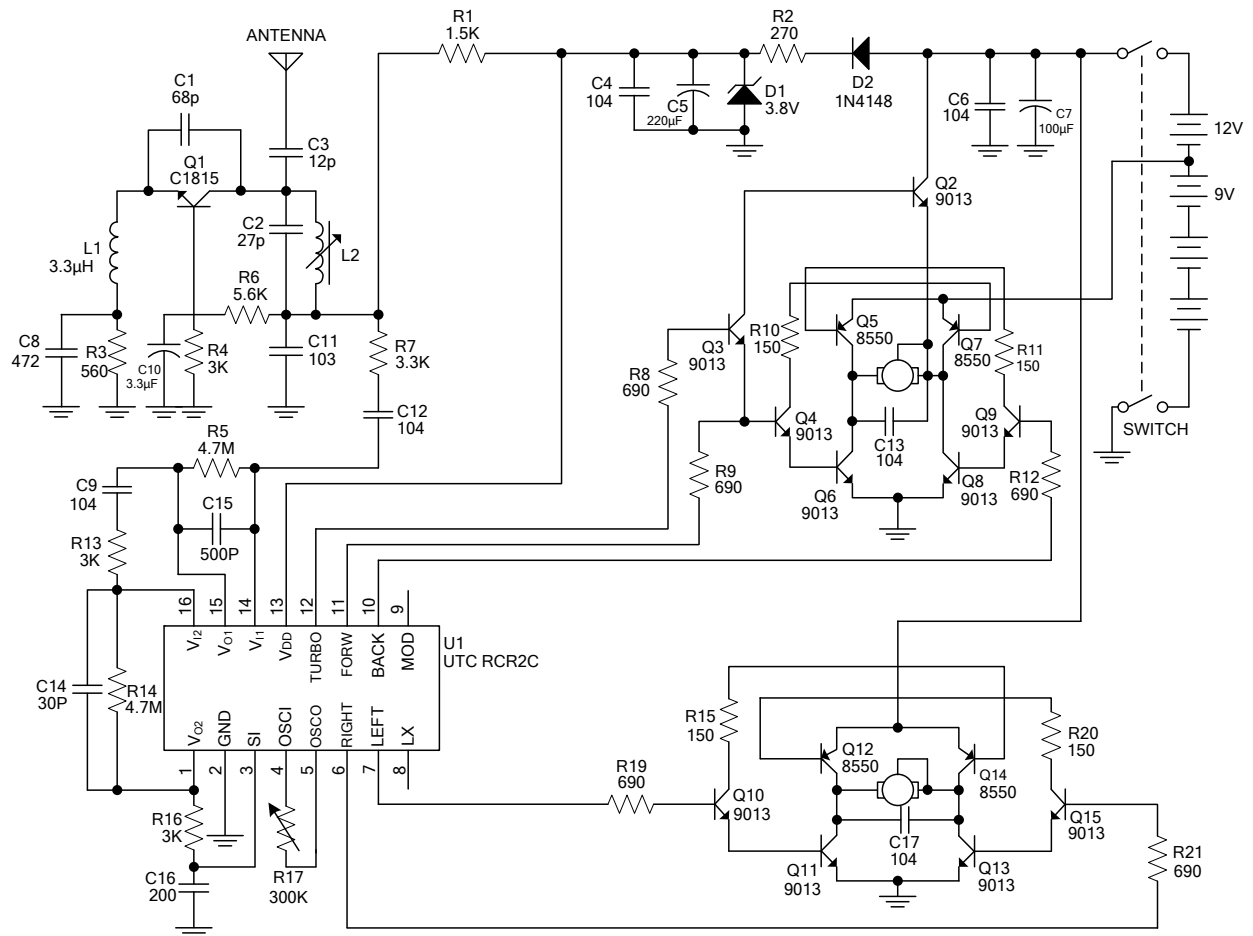 ANTENNA
R1
1.5K
R2
270
D2
1N4148
C4
104
C5
220µF
D1
3.8V
C6
104
C7
100µF
12V
9V
SWITCH
C1
68p
Q1
C1815
C3
12p
C2
27p
L2
L1
3.3µH
R6
5.6K
C8
472
R3
560
C10
3.3µF
R4
3K
C11
103
R7
3.3K
C12
104
R5
4.7M
C9
104
C15
500P
R13
3K
Q2
9013
Q3
9013
R8
690
R10
150
Q5
8550
Q7
8550
R11
150
Q4
9013
C13
104
Q9
9013
R9
690
Q6
9013
Q8
9013
R12
690
16 15 14 13 12 11 10 9
VI2 VO1 VI1 VDD TURBO FORW BACK MOD
U1
UTC RCR2C
C14
30P
R14
4.7M
VO2 GND SI OSCI OSCO RIGHT LEFT LX
1 2 3 4 5 6 7 8
R16
3K
C16
200
R17
300K
R19
690
R15
150
Q12
8550
Q14
8550
R20
150
Q10
9013
C17
104
Q15
9013
Q11
9013
Q13
9013
R21
690